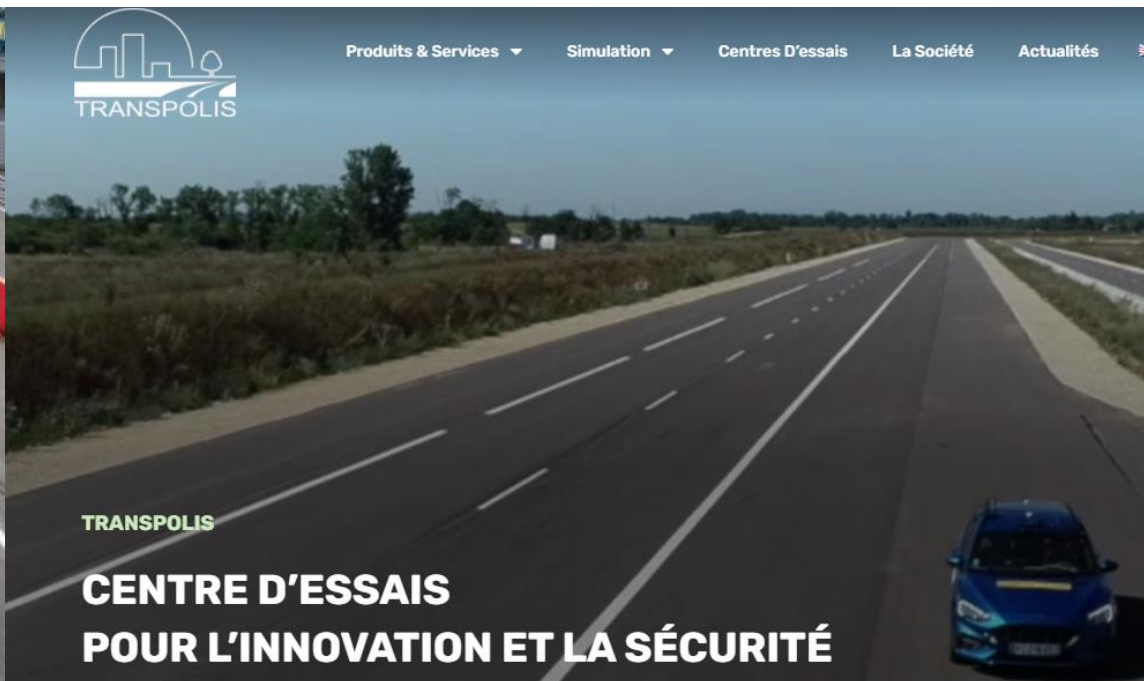 TRANSPOLIS
Produits & Services
Simulation
Centres D'essais
La Société
Actualités
TRANSPOLIS
CENTRE D'ESSAIS
POUR L'INNOVATION ET LA SÉCURITÉ